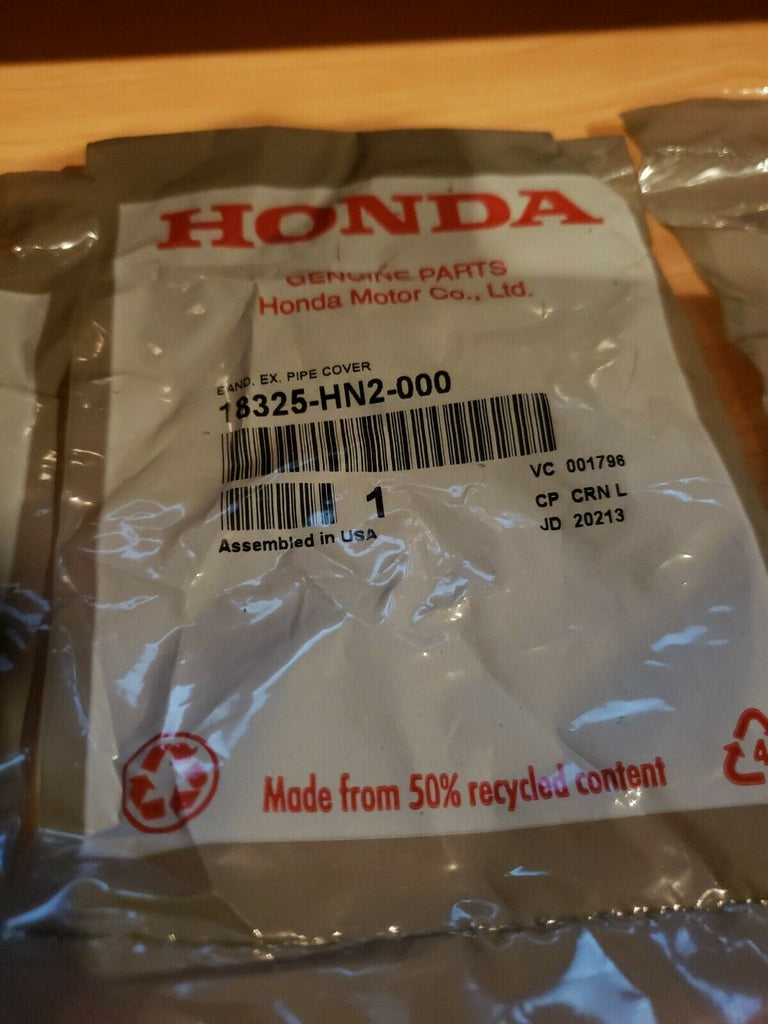 HONDA
GENUINE PARTS
Honda Motor Co., Ltd.
BAND, EX. PIPE COVER
18325-HN2-000
VC 001796
1
CP CRN L
Assembled in USA
JD 20213
Made from 50% recycled content
4